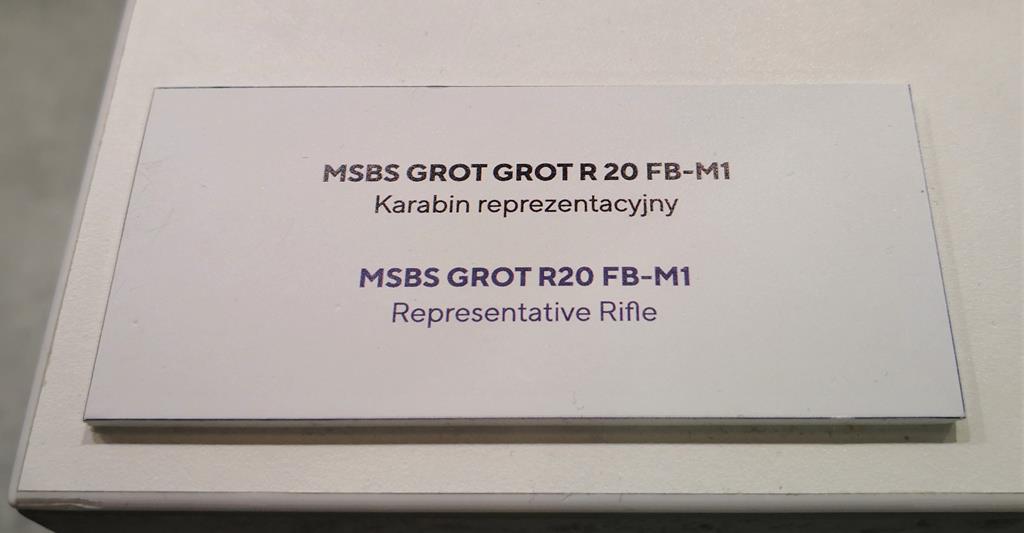 MSBS GROT GROT R 20 FB-M1
Karabin reprezentacyjny
MSBS GROT R20 FB-M1
Representative Rifle